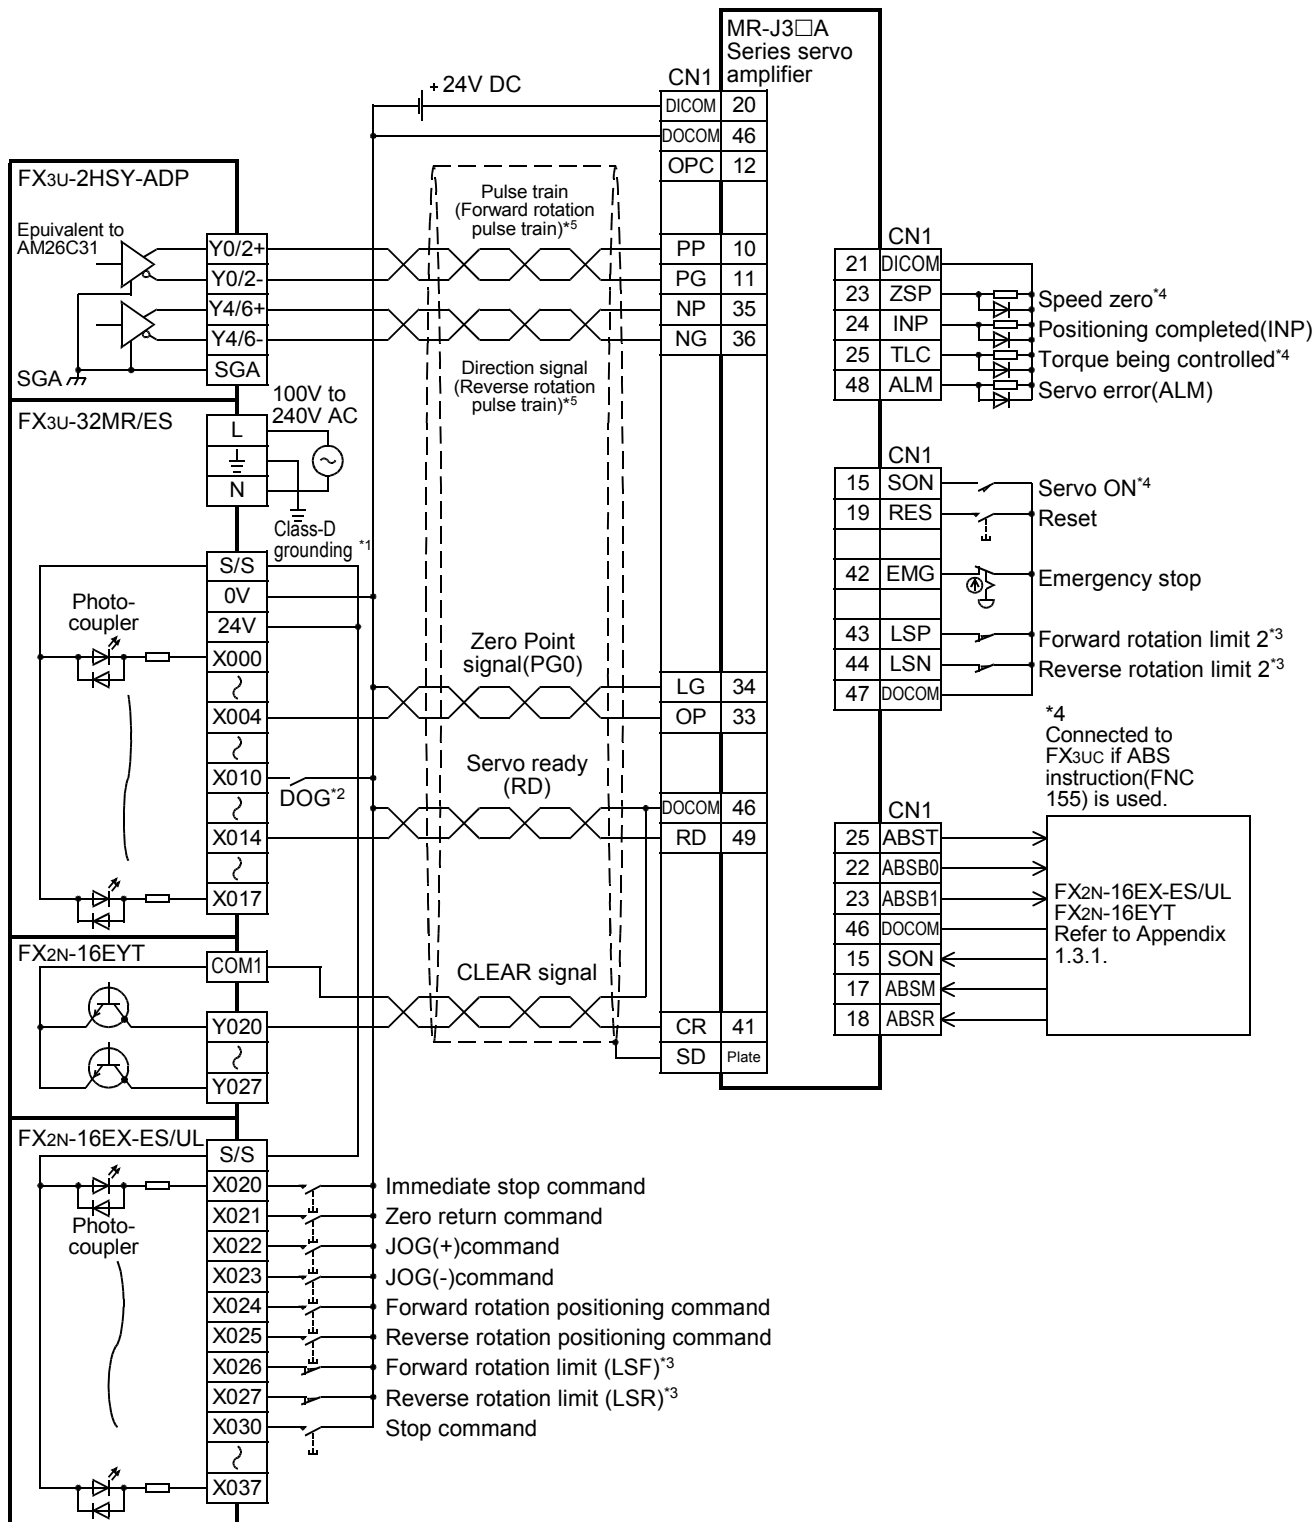 MR-J3□A
Series servo
amplifier
CN1
+ 24V DC
DICOM 20
DOCOM 46
OPC 12
FX3U-2HSY-ADP
Epuivalent to
AM26C31
Y0/2+
Y0/2-
Y4/6+
Y4/6-
SGA
SGA
Pulse train
(Forward rotation
pulse train)*5
PP 10
PG 11
NP 35
NG 36
Direction signal
(Reverse rotation
pulse train)*5
CN1
21 DICOM
23 ZSP
24 INP
25 TLC
48 ALM
Speed zero*4
Positioning completed(INP)
Torque being controlled*4
Servo error(ALM)
FX3U-32MR/ES
100V to
240V AC
L
N
Class-D
grounding *1
S/S
0V
24V
X000
X004
X010
X014
X017
Photo-
coupler
DOG*2
Zero Point
signal(PG0)
LG 34
OP 33
Servo ready
(RD)
DOCOM 46
RD 49
CN1
15 SON
19 RES
42 EMG
43 LSP
44 LSN
47 DOCOM
Servo ON*4
Reset
Emergency stop
Forward rotation limit 2*3
Reverse rotation limit 2*3
*4
Connected to
FX3UC if ABS
instruction(FNC
155) is used.
CN1
25 ABST
22 ABSB0
23 ABSB1
46 DOCOM
15 SON
17 ABSM
18 ABSR
FX2N-16EX-ES/UL
FX2N-16EYT
Refer to Appendix
1.3.1.
FX2N-16EYT
COM1
Y020
Y027
CLEAR signal
CR 41
SD Plate
FX2N-16EX-ES/UL
S/S
Photo-
coupler
X020 Immediate stop command
X021 Zero return command
X022 JOG(+)command
X023 JOG(-)command
X024 Forward rotation positioning command
X025 Reverse rotation positioning command
X026 Forward rotation limit (LSF)*3
X027 Reverse rotation limit (LSR)*3
X030 Stop command
X037